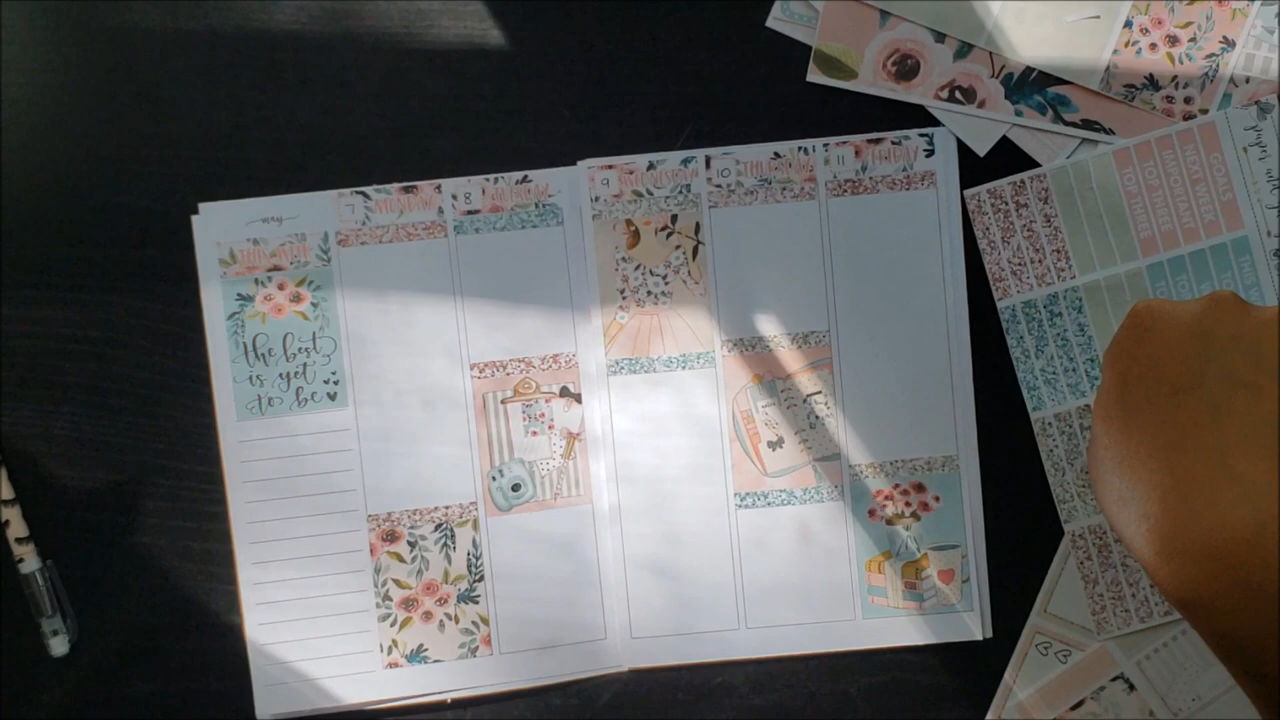 may
THIS WEEK
the best
is yet
to be
7 MONDAY
8 TUESDAY
9 WEDNESDAY
10 THURSDAY
11 FRIDAY
GOALS
NEXT WEEK
IMPORTANT
TOP THREE